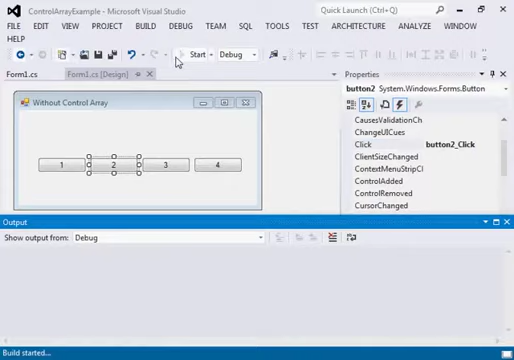 ControlArrayExample - Microsoft Visual Studio
Quick Launch (Ctrl+Q)
FILE EDIT VIEW PROJECT BUILD DEBUG TEAM SQL TOOLS TEST ARCHITECTURE ANALYZE WINDOW
HELP
Start Debug
Form1.cs Form1.cs [Design]
Properties
button2 System.Windows.Forms.Button
Without Control Array
CausesValidationCh
ChangeUICues
Click button2_Click
ClientSizeChanged
ContextMenuStripCl
ControlAdded
ControlRemoved
CursorChanged
1 2 3 4
Output
Show output from: Debug
Build started...